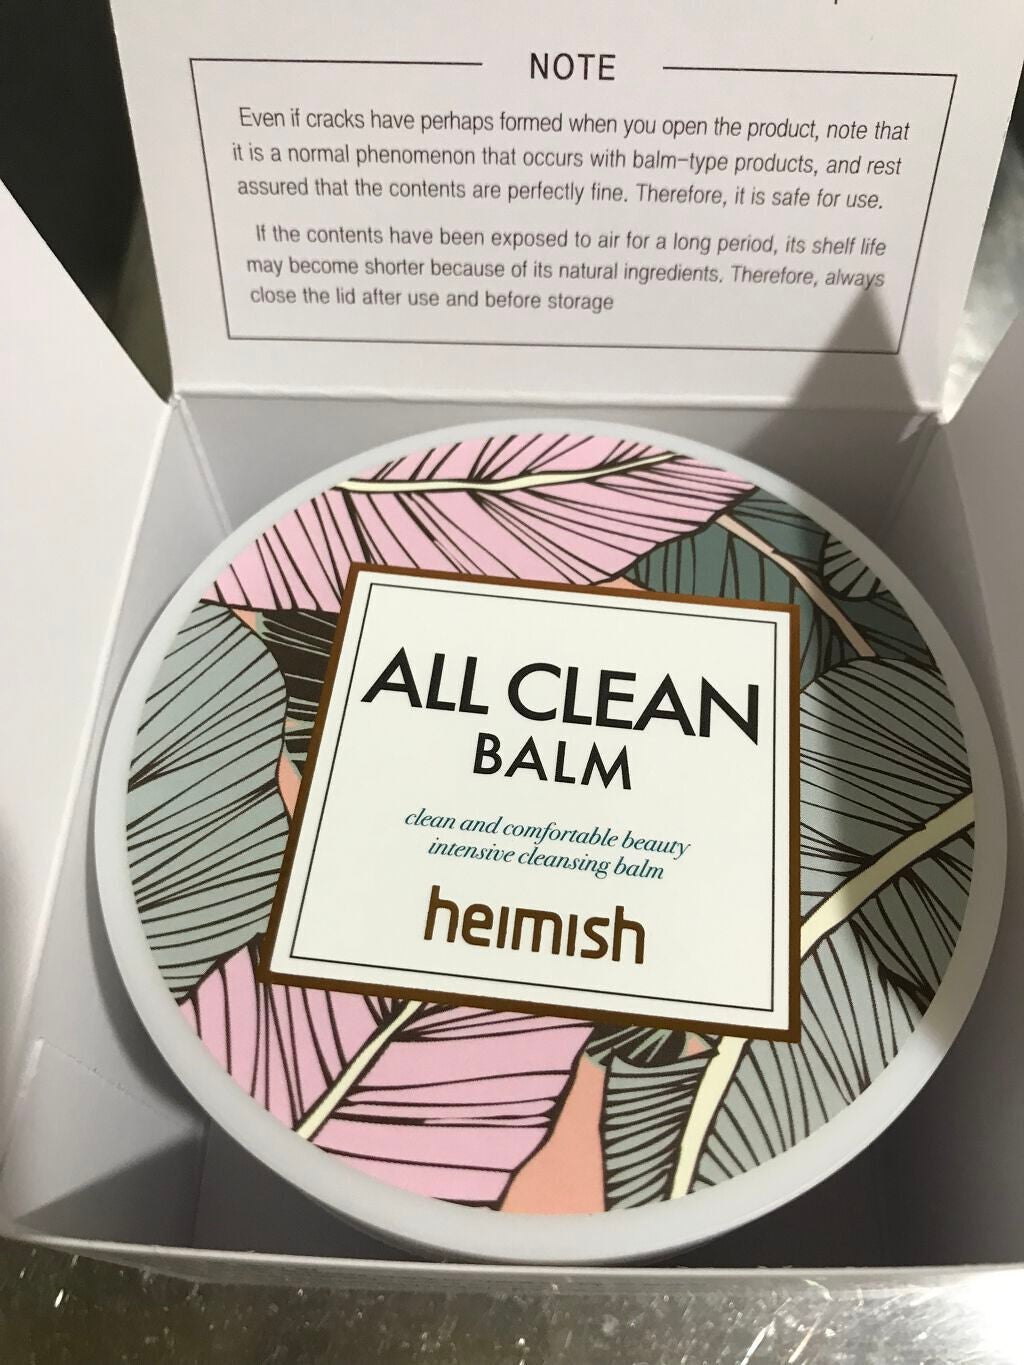 NOTE
Even if cracks have perhaps formed when you open the product, note that
it is a normal phenomenon that occurs with balm-type products, and rest
assured that the contents are perfectly fine. Therefore, it is safe for use.
If the contents have been exposed to air for a long period, its shelf life
may become shorter because of its natural ingredients. Therefore, always
close the lid after use and before storage
ALL CLEAN
BALM
clean and comfortable beauty
intensive cleansing balm
heimish